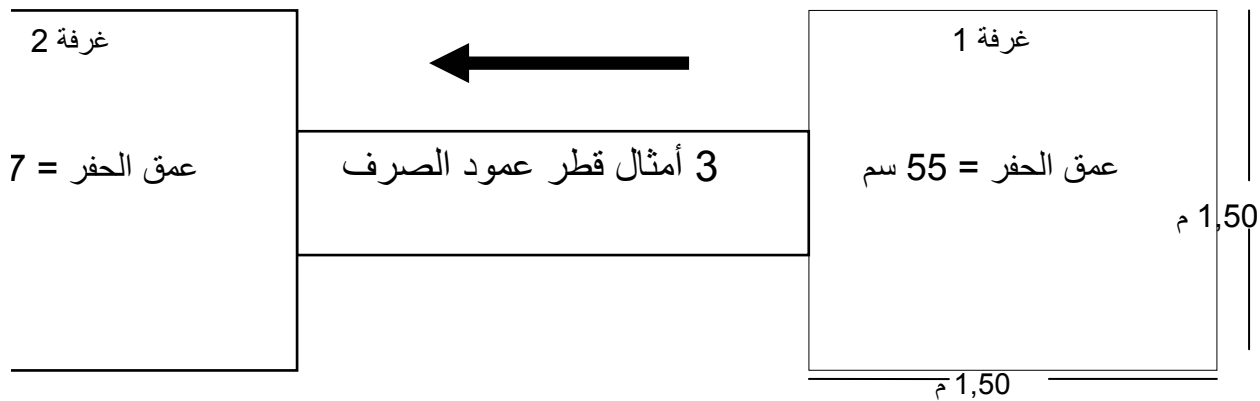 غرفة 1
غرفة 2
عمق الحفر = 55 سم
3 أمثال قطر عمود الصرف
عمق الحفر = 7
1,50 م
1,50 م